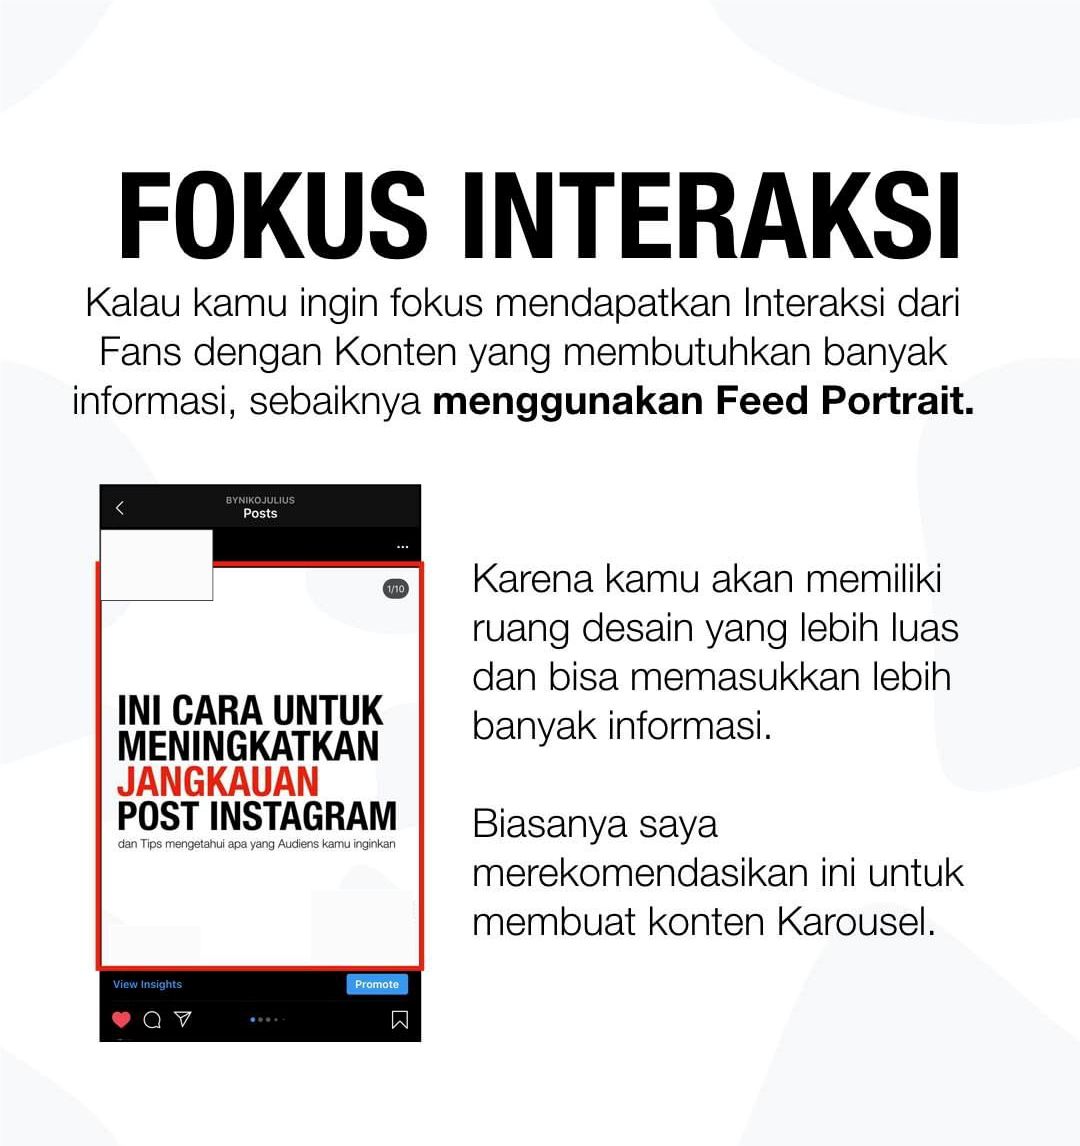 FOKUS INTERAKSI
Kalau kamu ingin fokus mendapatkan Interaksi dari
Fans dengan Konten yang membutuhkan banyak
informasi, sebaiknya menggunakan Feed Portrait.
BYNIKOJULIUS
Posts
1/10
INI CARA UNTUK
MENINGKATKAN
JANGKAUAN
POST INSTAGRAM
dan Tips mengetahui apa yang Audiens kamu inginkan
View Insights
Promote
Karena kamu akan memiliki
ruang desain yang lebih luas
dan bisa memasukkan lebih
banyak informasi.
Biasanya saya
merekomendasikan ini untuk
membuat konten Karousel.